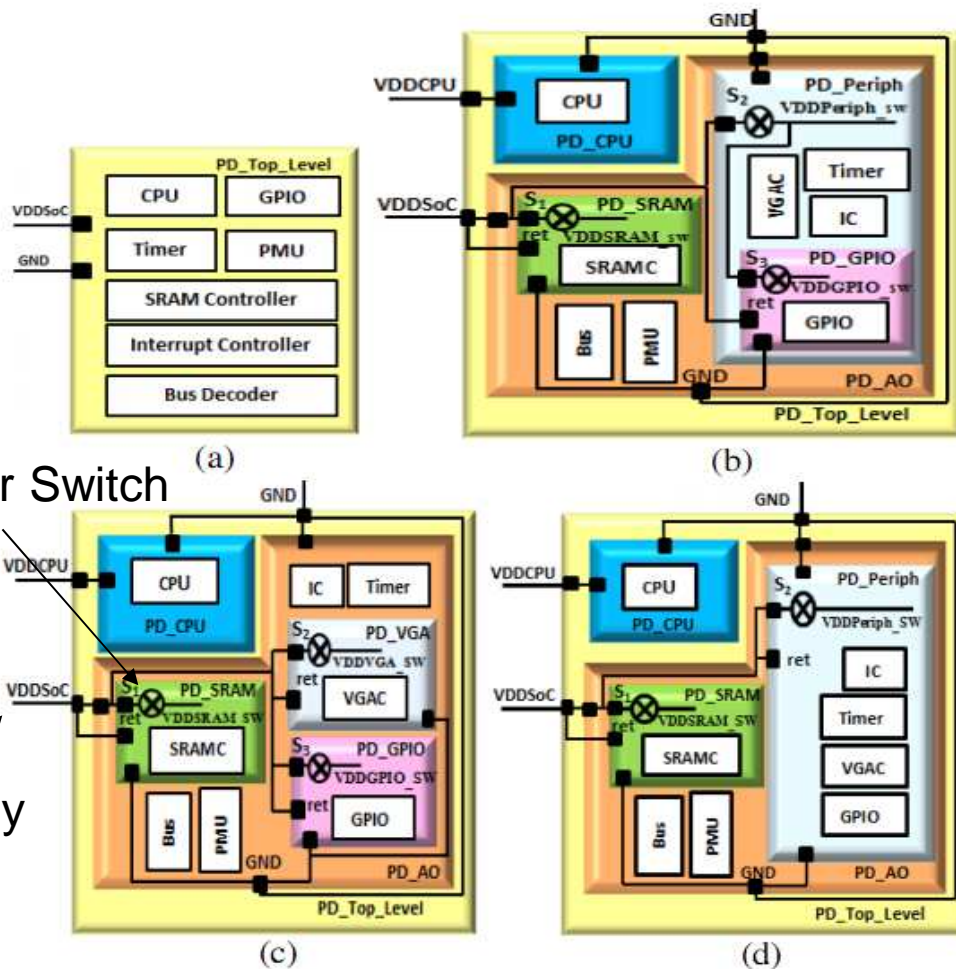 PD_Top_Level
CPU
GPIO
VDDSoC
Timer
PMU
GND
SRAM Controller
Interrupt Controller
Bus Decoder
(a)
GND
VDDCPU
CPU
PD_CPU
PD_Periph
S2
VDDPeriph_sw
VGAC
Timer
IC
VDDSoC
S1
PD_SRAM
ret
VDDSRAM_sw
SRAMC
S3
PD_GPIO
VDDGPIO_sw
ret
GPIO
Bus
PMU
GND
PD_AO
PD_Top_Level
(b)
r Switch
GND
VDDCPU
CPU
PD_CPU
IC
Timer
S2
PD_VGA
VDDVGA_SW
ret
VGAC
VDDSoC
S1
PD_SRAM
ret
VDDSRAM_SW
SRAMC
S3
PD_GPIO
VDDGPIO_SW
ret
GPIO
y
Bus
PMU
GND
PD_AO
PD_Top_Level
(c)
GND
VDDCPU
CPU
PD_CPU
PD_Periph
S2
VDDPeriph_SW
ret
IC
Timer
VGAC
GPIO
VDDSoC
S1
PD_SRAM
ret
VDDSRAM_SW
SRAMC
Bus
PMU
GND
PD_AO
PD_Top_Level
(d)